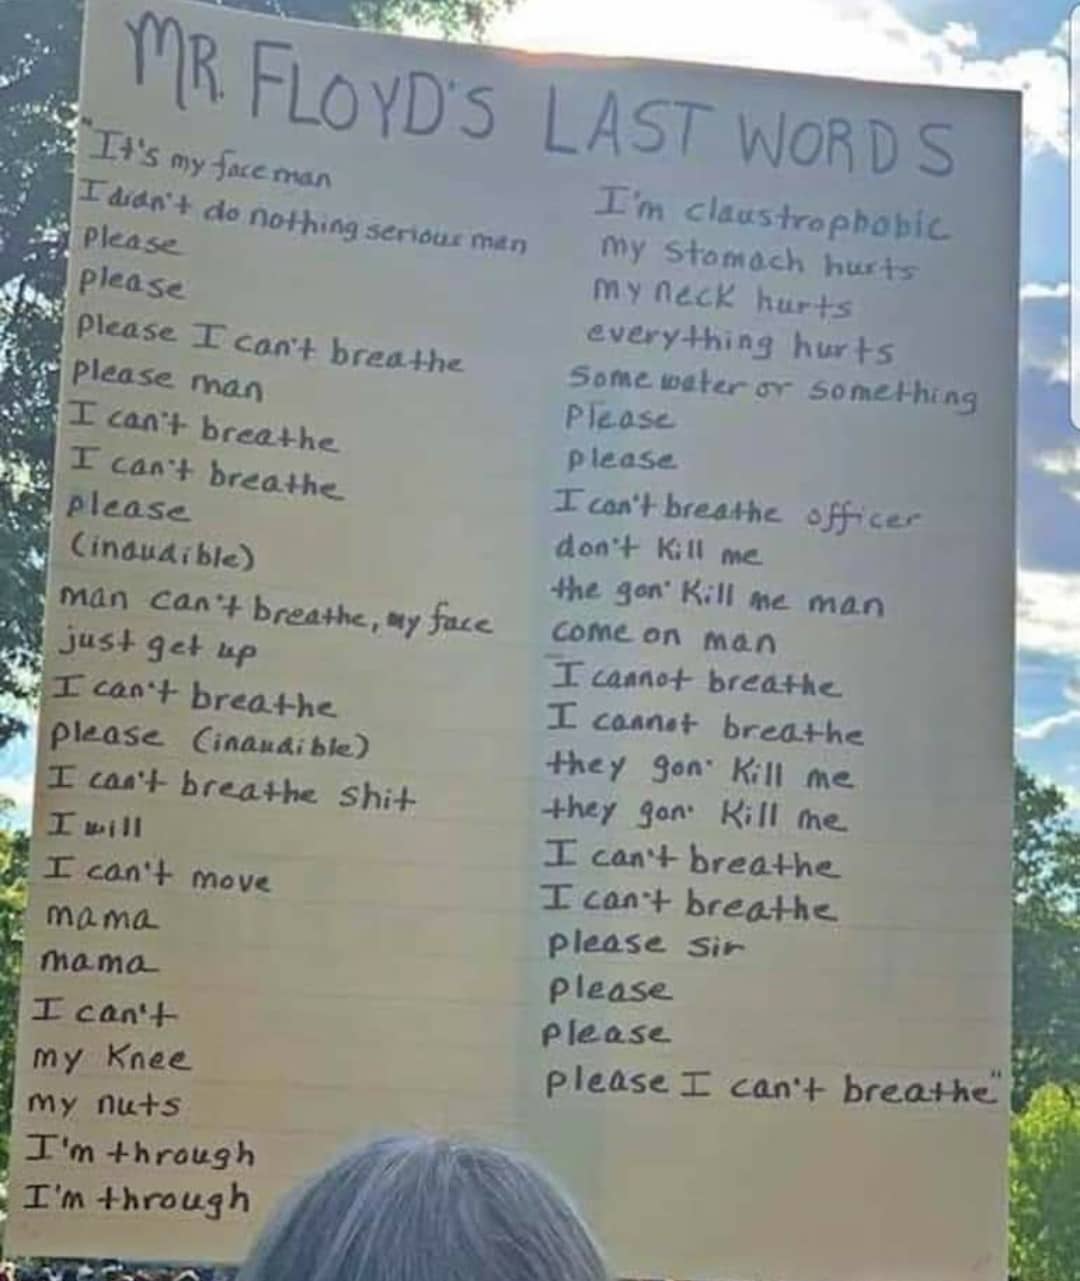 MR. FLOYD'S LAST WORDS
"It's my face man
I didn't do nothing serious man
please
please
please I can't breathe
please man
I can't breathe
I can't breathe
please
(inaudible)
man can't breathe, my face
just get up
I can't breathe
please (inaudible)
I can't breathe shit
I will
I can't move
mama
mama
I can't
my knee
my nuts
I'm through
I'm through
I'm claustrophobic
my stomach hurts
my neck hurts
everything hurts
some water or something
please
please
I can't breathe officer
don't kill me
the gon' kill me man
come on man
I cannot breathe
I cannot breathe
they gon' kill me
they gon' kill me
I can't breathe
I can't breathe
please sir
please
please
please I can't breathe"